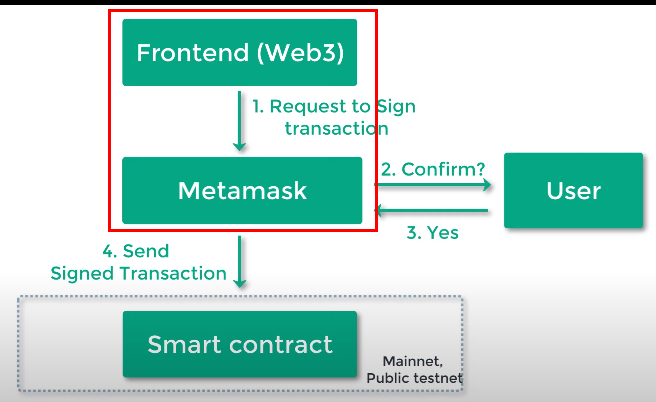 Frontend (Web3)
1. Request to Sign
transaction
Metamask
2. Confirm?
User
3. Yes
4. Send
Signed Transaction
Smart contract
Mainnet,
Public testnet